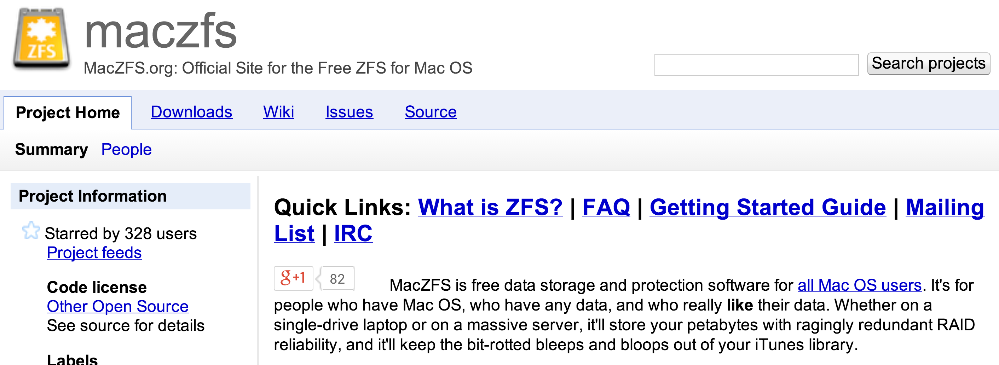 ZFS
maczfs
MacZFS.org: Official Site for the Free ZFS for Mac OS
Search projects
Project Home Downloads Wiki Issues Source
Summary People
Project Information
Starred by 328 users
Project feeds
Code license
Other Open Source
See source for details
Labels
Quick Links: What is ZFS? | FAQ | Getting Started Guide | Mailing
List | IRC
g+1 82
MacZFS is free data storage and protection software for all Mac OS users. It's for
people who have Mac OS, who have any data, and who really like their data. Whether on a
single-drive laptop or on a massive server, it'll store your petabytes with ragingly redundant RAID
reliability, and it'll keep the bit-rotted bleeps and bloops out of your iTunes library.